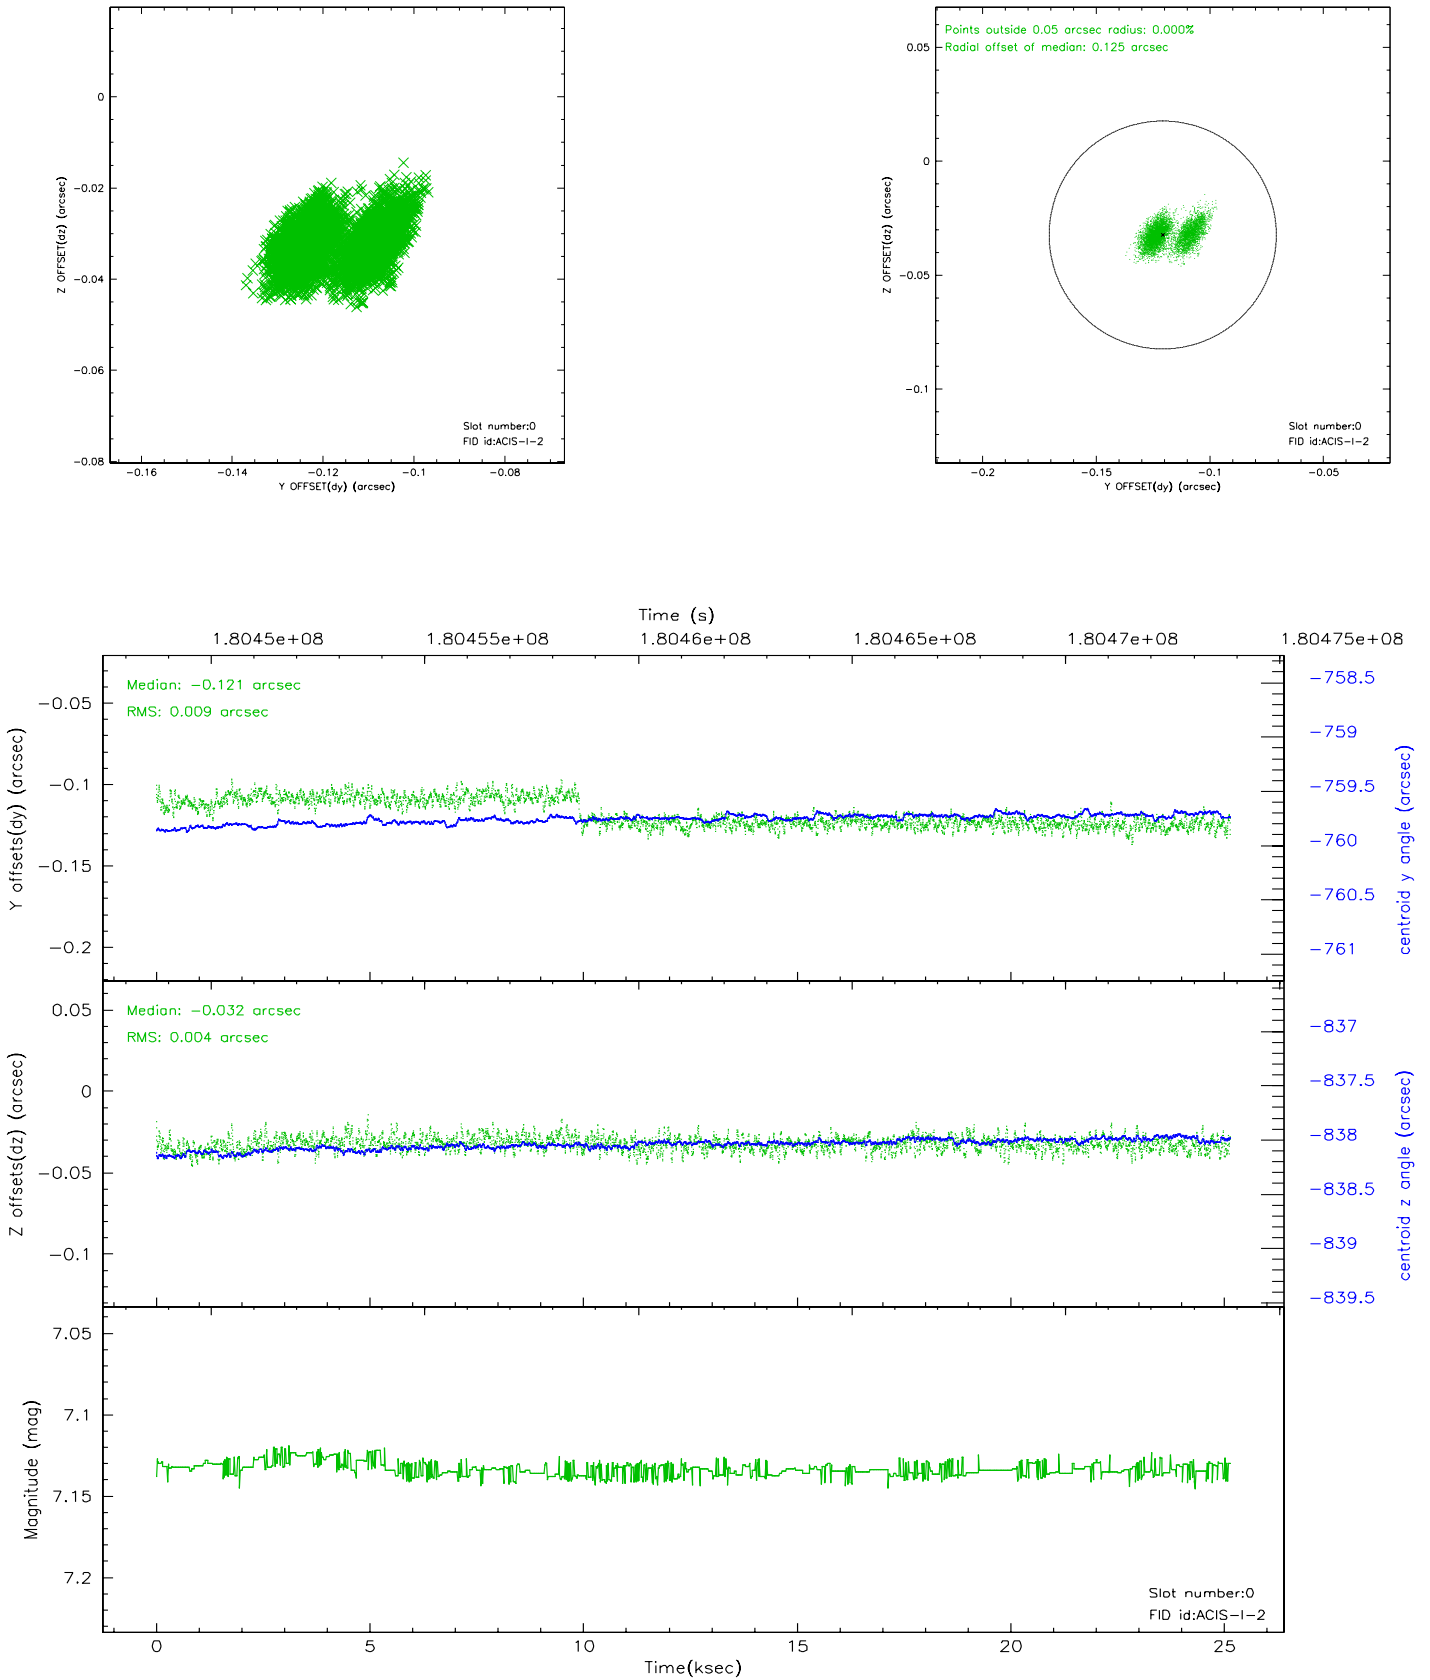 0
−0.02
−0.04
−0.06
−0.08
Z OFFSET(dz) (arcsec)
−0.16
−0.14
−0.12
−0.1
−0.08
Y OFFSET(dy) (arcsec)
Slot number:0
FID id:ACIS−I−2
Points outside 0.05 arcsec radius: 0.000%
Radial offset of median: 0.125 arcsec
0.05
0
−0.05
−0.1
Z OFFSET(dz) (arcsec)
−0.2
−0.15
−0.1
−0.05
Y OFFSET(dy) (arcsec)
Slot number:0
FID id:ACIS−I−2
Time (s)
1.8045e+08
1.80455e+08
1.8046e+08
1.80465e+08
1.8047e+08
1.80475e+08
Median: −0.121 arcsec
RMS: 0.009 arcsec
−0.05
−0.1
−0.15
−0.2
Y offsets(dy) (arcsec)
−758.5
−759
−759.5
−760
−760.5
−761
centroid y angle (arcsec)
Median: −0.032 arcsec
RMS: 0.004 arcsec
0.05
0
−0.05
−0.1
Z offsets(dz) (arcsec)
−837
−837.5
−838
−838.5
−839
−839.5
centroid z angle (arcsec)
7.05
7.1
7.15
7.2
Magnitude (mag)
Slot number:0
FID id:ACIS−I−2
0
5
10
15
20
25
Time(ksec)